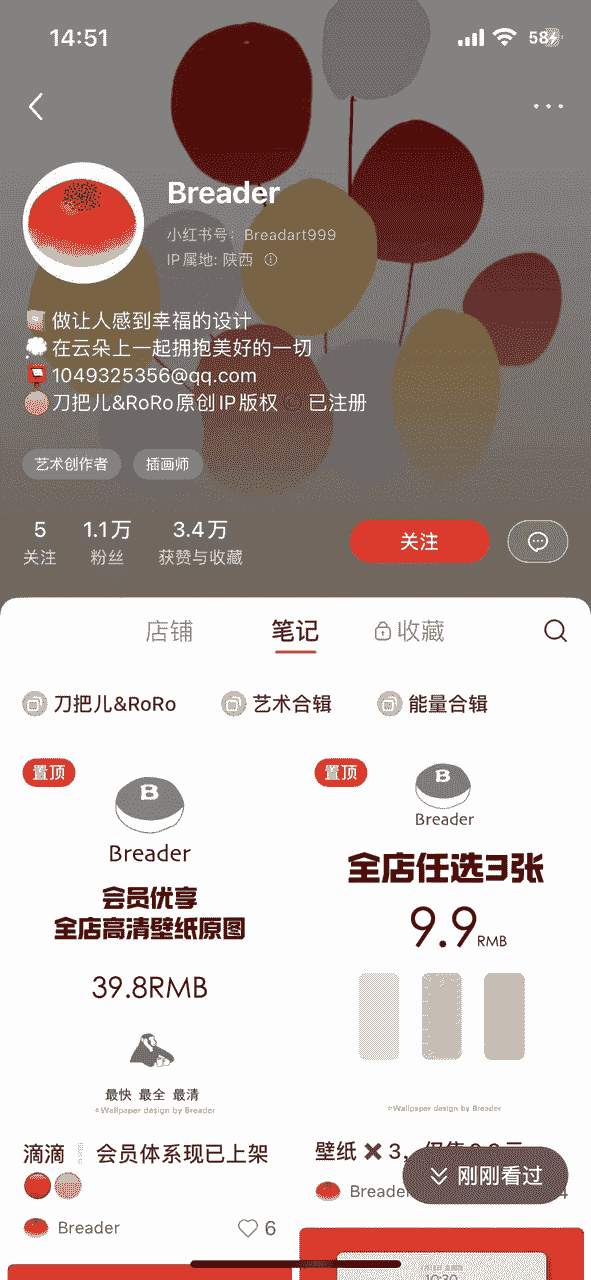 14:51
58
Breader
小红书号：Breadart999
IP属地: 陕西
做让人感到幸福的设计
在云朵上一起拥抱美好的一切
1049325356@qq.com
刀把儿&RoRo原创IP版权 已注册
艺术创作者 插画师
5 1.1万 3.4万
关注 粉丝 获赞与收藏
关注
店铺 笔记 收藏
刀把儿&RoRo 艺术合辑 能量合辑
置顶
B
Breader
会员优享
全店高清壁纸原图
39.8RMB
最快 最全 最清
©Wallpaper design by Breader
滴滴 会员体系现已上架
Breader 6
置顶
B
Breader
全店任选3张
9.9RMB
©Wallpaper design by Breader
壁纸 ✖ 3，
Breader
刚刚看过